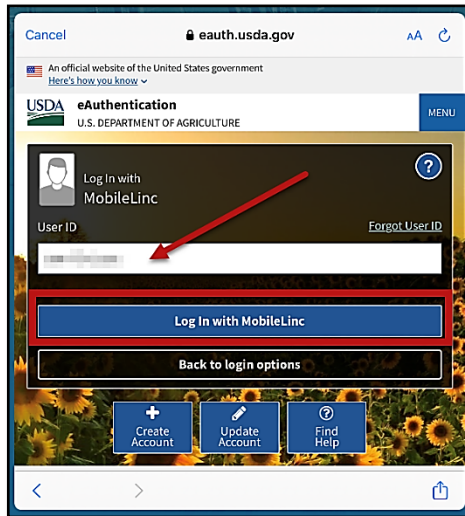 Cancel
eauth.usda.gov
AA
An official website of the United States government
Here's how you know
USDA
eAuthentication
U.S. DEPARTMENT OF AGRICULTURE
MENU
Log In with
MobileLinc
?
User ID
Forgot User ID
Log In with MobileLinc
Back to login options
Create
Account
Update
Account
?
Find
Help